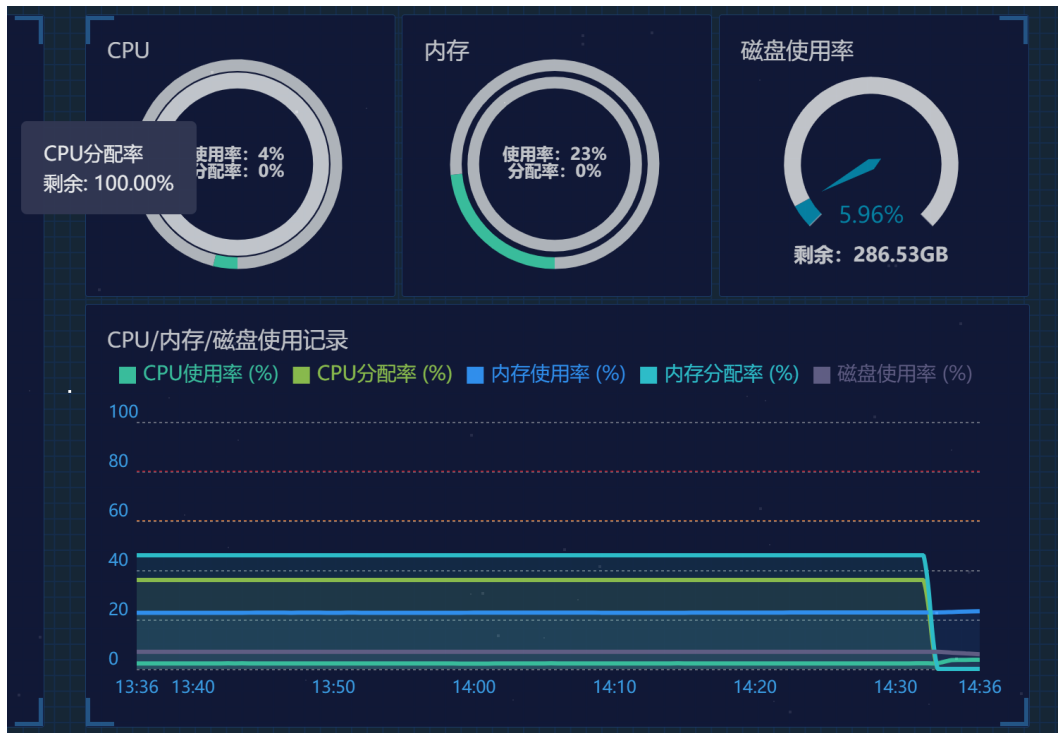 CPU
内存
磁盘使用率
CPU分配率
剩余: 100.00%
使用率：4%
分配率：0%
使用率：23%
分配率：0%
5.96%
剩余：286.53GB
CPU/内存/磁盘使用记录
CPU使用率 (%) CPU分配率 (%) 内存使用率 (%) 内存分配率 (%) 磁盘使用率 (%)
100
80
60
40
20
0
13:36 13:40 13:50 14:00 14:10 14:20 14:30 14:36